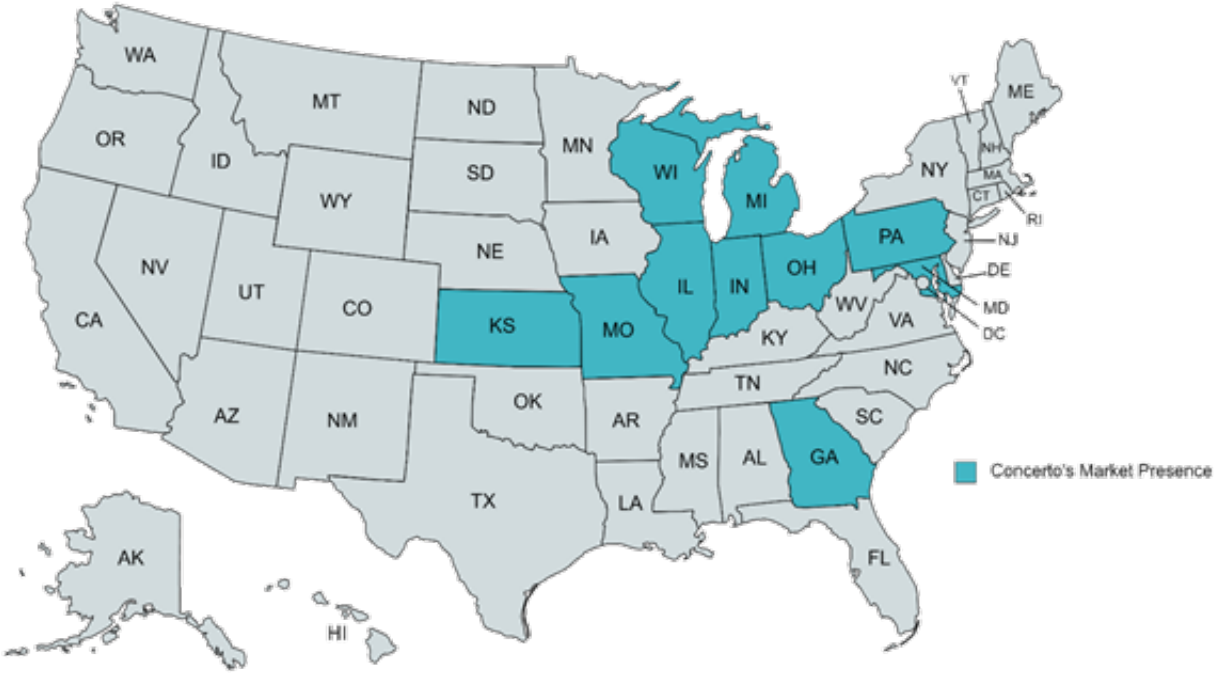 WA
MT
ND
MN
VT
ME
OR
ID
SD
WI
NH
NY
MA
WY
MI
CT
RI
IA
PA
NJ
NE
NV
OH
DE
UT
IL
IN
CO
WV
MD
CA
KS
MO
VA
DC
KY
NC
TN
AZ
NM
OK
AR
SC
MS
AL
GA
Concerto's Market Presence
TX
LA
AK
FL
HI